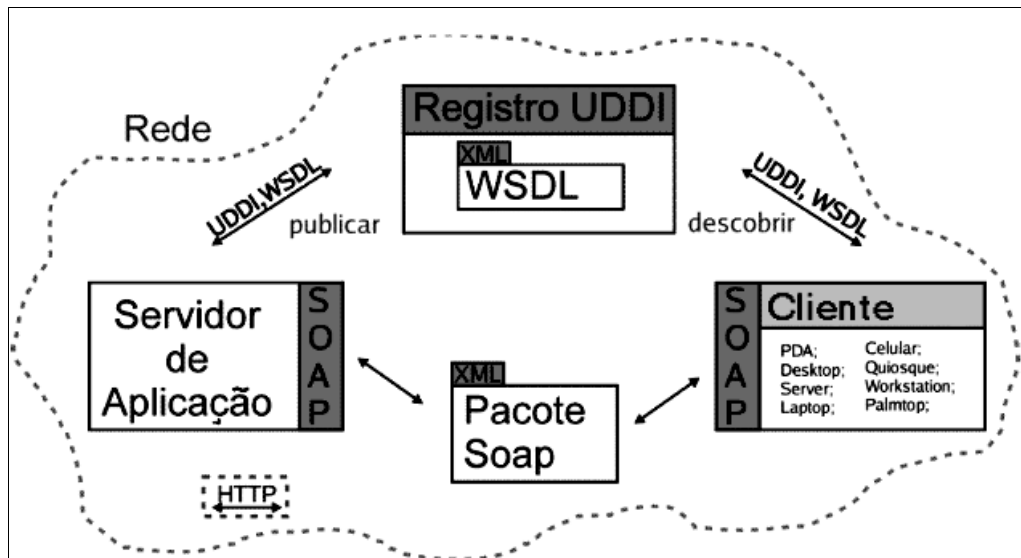 Rede
Registro UDDI
XML
WSDL
UDDI,WSDL
publicar
UDDI, WSDL
descobrir
Servidor
de
Aplicação
SOAP
XML
Pacote
Soap
SOAP
Cliente
PDA; Celular;
Desktop; Quiosque;
Server; Workstation;
Laptop; Palmtop;
HTTP